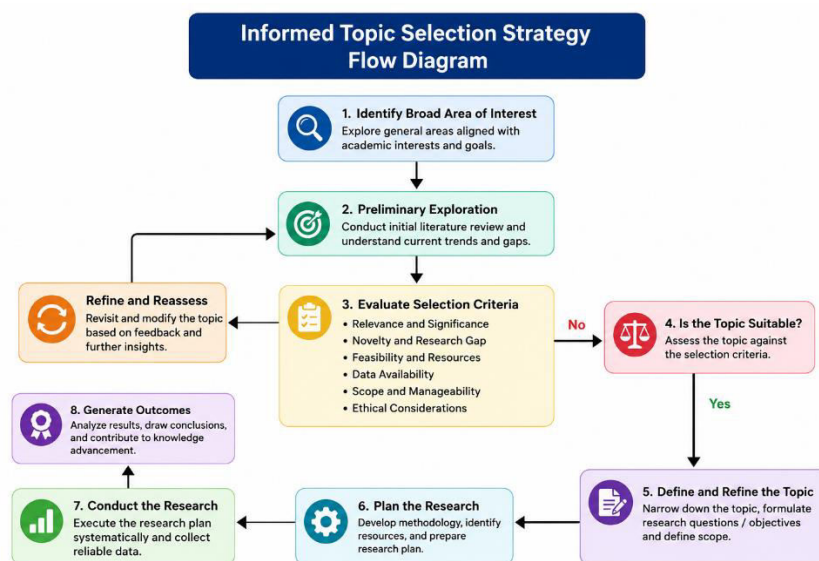 Informed Topic Selection Strategy
Flow Diagram
1. Identify Broad Area of Interest
Explore general areas aligned with
academic interests and goals.
2. Preliminary Exploration
Conduct initial literature review and
understand current trends and gaps.
Refine and Reassess
Revisit and modify the topic
based on feedback and
further insights.
3. Evaluate Selection Criteria
• Relevance and Significance
• Novelty and Research Gap
• Feasibility and Resources
• Data Availability
• Scope and Manageability
• Ethical Considerations
No
4. Is the Topic Suitable?
Assess the topic against
the selection criteria.
Yes
5. Define and Refine the Topic
Narrow down the topic, formulate
research questions / objectives
and define scope.
6. Plan the Research
Develop methodology, identify
resources, and prepare
research plan.
7. Conduct the Research
Execute the research plan
systematically and collect
reliable data.
8. Generate Outcomes
Analyze results, draw conclusions,
and contribute to knowledge
advancement.